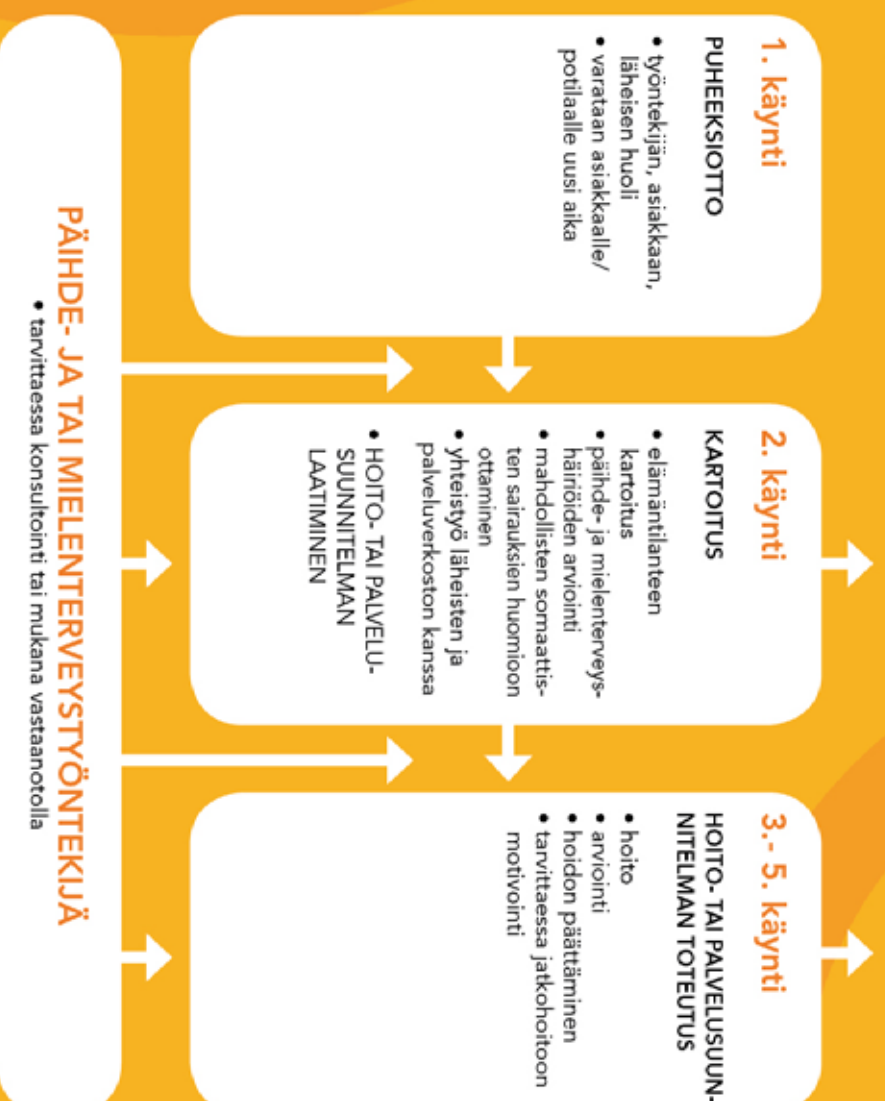 1. käynti
PUHEEKSIOTTO
• työntekijän, asiakkaan,
läheisen huoli
• varataan asiakkaalle/
potilaalle uusi aika
2. käynti
KARTOITUS
• elämäntilanteen
kartoitus
• päihde- ja mielenterveys-
häiriöiden arviointi
• mahdollisten somaattis-
ten sairauksien huomioon
ottaminen
• yhteistyö läheisten ja
palveluverkoston kanssa
• HOITO- TAI PALVELU-
SUUNNITELMAN
LAATIMINEN
3.- 5. käynti
HOITO- TAI PALVELUSUUN-
NITELMAN TOTEUTUS
• hoito
• arviointi
• hoidon päättäminen
• tarvittaessa jatkohoitoon
motivointi
PÄIHDE- JA TAI MIELENTERVEYSTYÖNTEKIJÄ
• tarvittaessa konsultointi tai mukana vastaanotolla